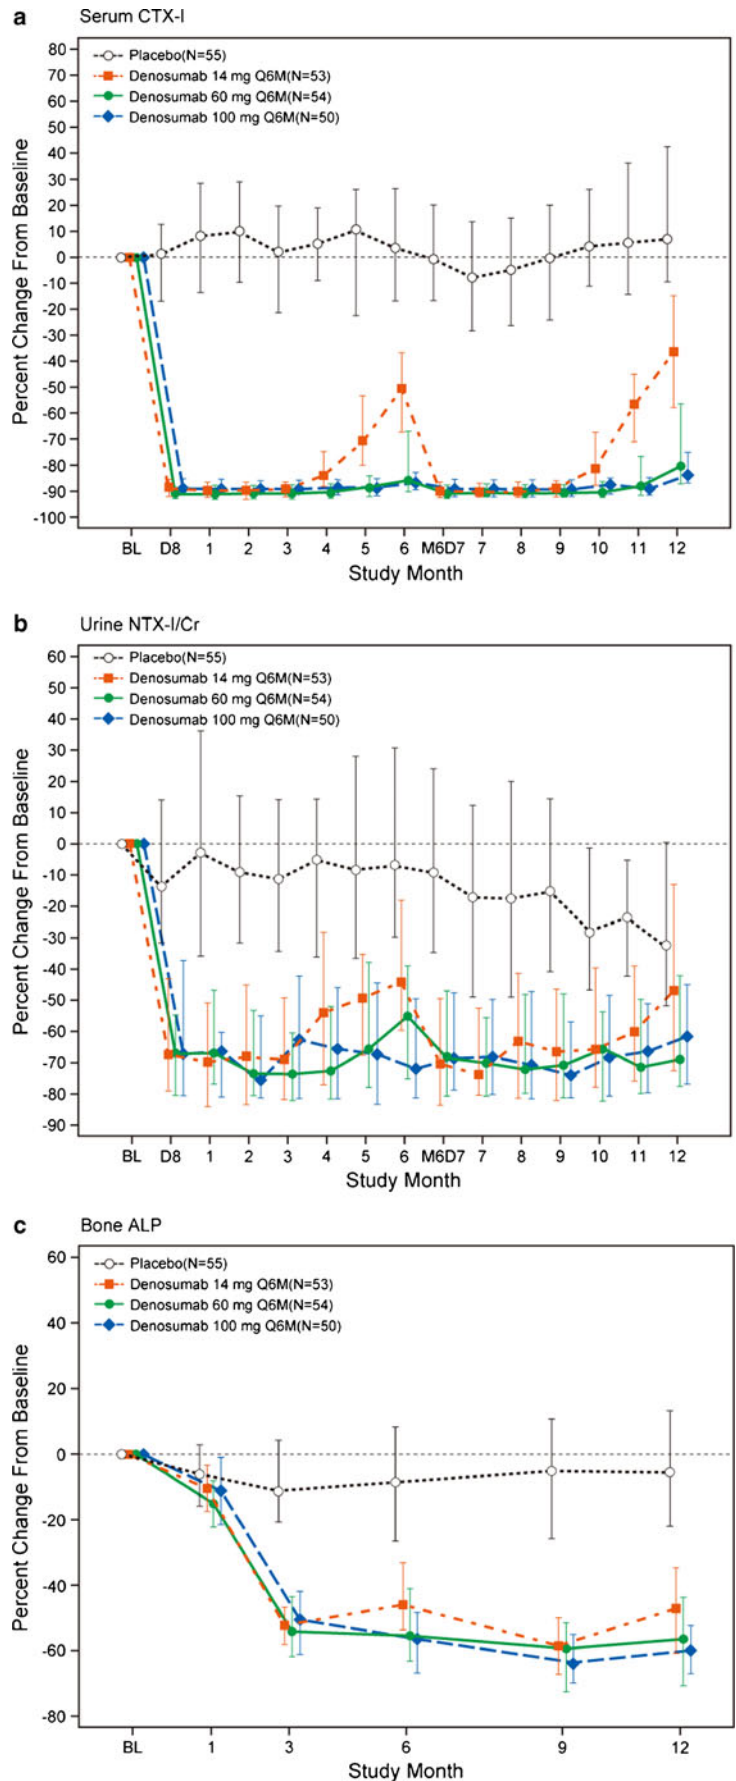 a Serum CTX-I
Placebo(N=55)
Denosumab 14 mg Q6M(N=53)
Denosumab 60 mg Q6M(N=54)
Denosumab 100 mg Q6M(N=50)
Percent Change From Baseline
80
70
60
50
40
30
20
10
0
-10
-20
-30
-40
-50
-60
-70
-80
-90
-100
BL D8 1 2 3 4 5 6 M6D7 7 8 9 10 11 12
Study Month
b Urine NTX-I/Cr
Placebo(N=55)
Denosumab 14 mg Q6M(N=53)
Denosumab 60 mg Q6M(N=54)
Denosumab 100 mg Q6M(N=50)
Percent Change From Baseline
60
50
40
30
20
10
0
-10
-20
-30
-40
-50
-60
-70
-80
-90
BL D8 1 2 3 4 5 6 M6D7 7 8 9 10 11 12
Study Month
c Bone ALP
Placebo(N=55)
Denosumab 14 mg Q6M(N=53)
Denosumab 60 mg Q6M(N=54)
Denosumab 100 mg Q6M(N=50)
Percent Change From Baseline
60
40
20
0
-20
-40
-60
-80
BL 1 3 6 9 12
Study Month